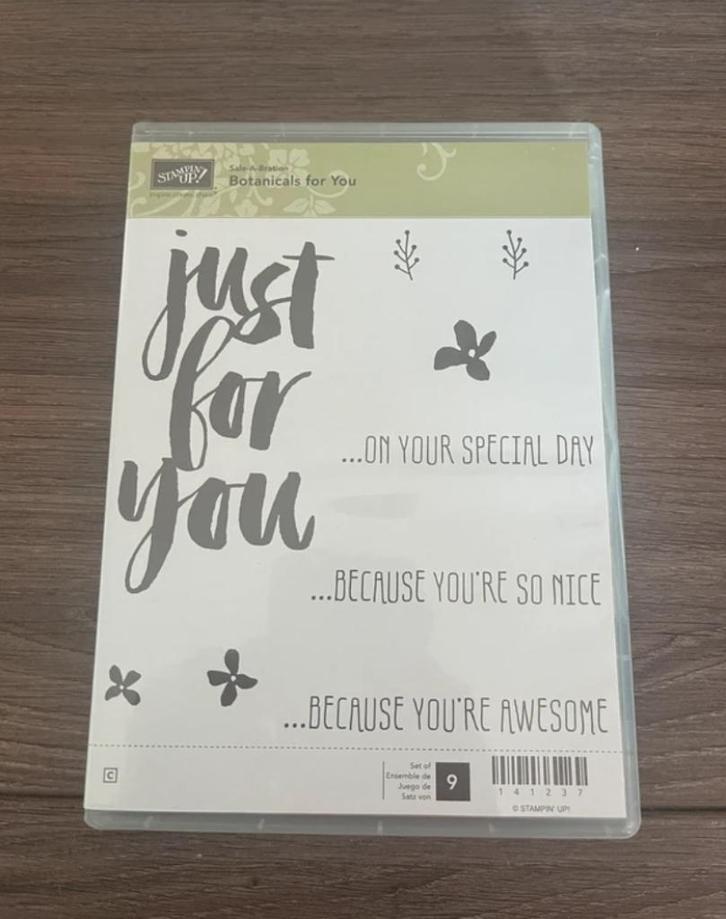 STAMPIN' UP!
Sale-A-Bration
Botanicals for You
just
for
you
...ON YOUR SPECIAL DAY
...BECAUSE YOU'RE SO NICE
...BECAUSE YOU'RE AWESOME
C
Set of
Ensemble de
Juego de
Satz von
9
141237
© STAMPIN' UP!